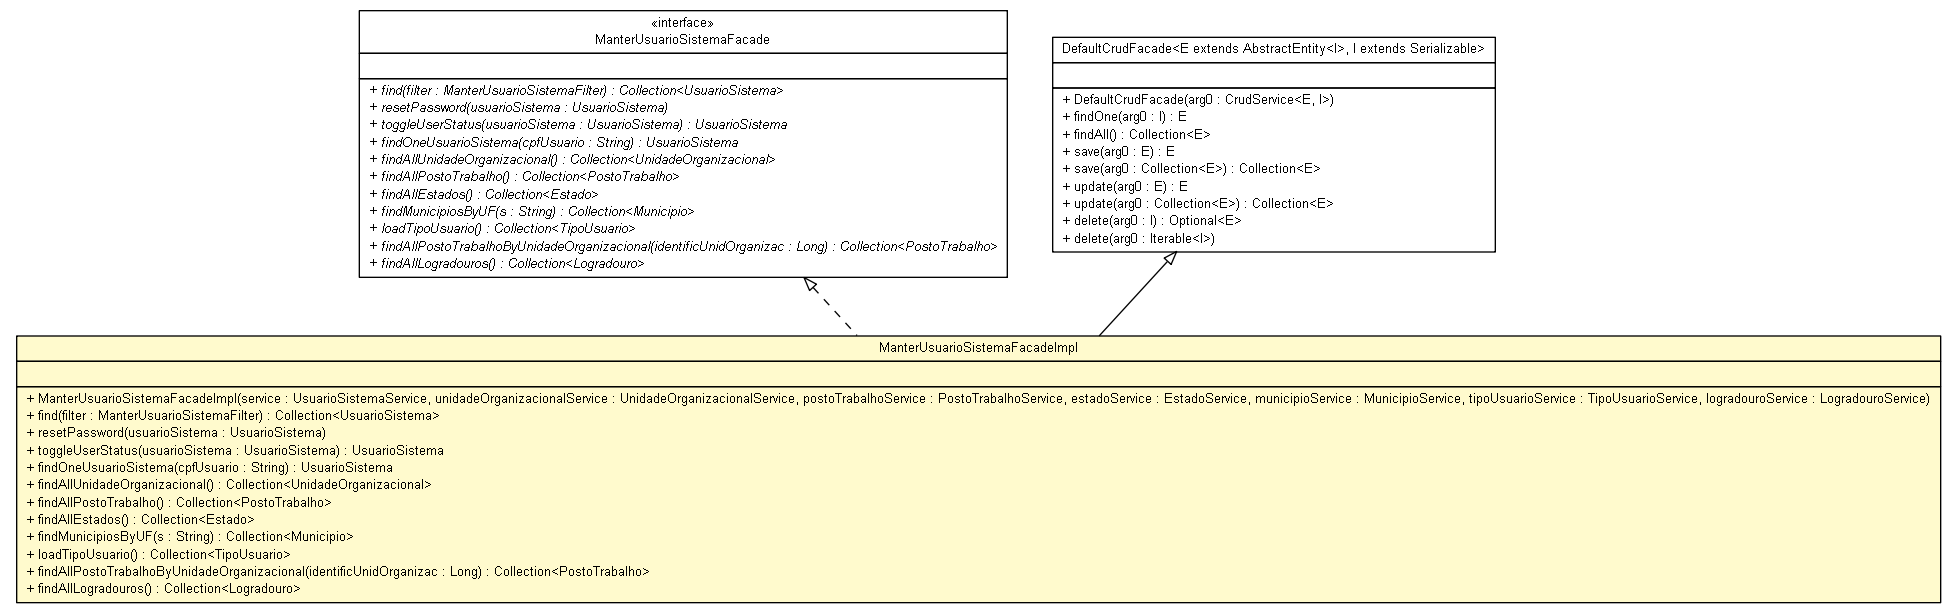 «interface»
ManterUsuarioSistemaFacade
+ find(filter : ManterUsuarioSistemaFilter) : Collection<UsuarioSistema>
+ resetPassword(usuarioSistema : UsuarioSistema)
+ toggleUserStatus(usuarioSistema : UsuarioSistema) : UsuarioSistema
+ findOneUsuarioSistema(cpfUsuario : String) : UsuarioSistema
+ findAllUnidadeOrganizacional() : Collection<UnidadeOrganizacional>
+ findAllPostoTrabalho() : Collection<PostoTrabalho>
+ findAllEstados() : Collection<Estado>
+ findMunicipiosByUF(s : String) : Collection<Municipio>
+ loadTipoUsuario() : Collection<TipoUsuario>
+ findAllPostoTrabalhoByUnidadeOrganizacional(identificUnidOrganizac : Long) : Collection<PostoTrabalho>
+ findAllLogradouros() : Collection<Logradouro>
DefaultCrudFacade<E extends AbstractEntity<I>, I extends Serializable>
+ DefaultCrudFacade(arg0 : CrudService<E, I>)
+ findOne(arg0 : I) : E
+ findAll() : Collection<E>
+ save(arg0 : E) : E
+ save(arg0 : Collection<E>) : Collection<E>
+ update(arg0 : E) : E
+ update(arg0 : Collection<E>) : Collection<E>
+ delete(arg0 : I) : Optional<E>
+ delete(arg0 : Iterable<I>)
ManterUsuarioSistemaFacadeImpl
+ ManterUsuarioSistemaFacadeImpl(service : UsuarioSistemaService, unidadeOrganizacionalService : UnidadeOrganizacionalService, postoTrabalhoService : PostoTrabalhoService, estadoService : EstadoService, municipioService : MunicipioService, tipoUsuarioService : TipoUsuarioService, logradouroService : LogradouroService)
+ find(filter : ManterUsuarioSistemaFilter) : Collection<UsuarioSistema>
+ resetPassword(usuarioSistema : UsuarioSistema)
+ toggleUserStatus(usuarioSistema : UsuarioSistema) : UsuarioSistema
+ findOneUsuarioSistema(cpfUsuario : String) : UsuarioSistema
+ findAllUnidadeOrganizacional() : Collection<UnidadeOrganizacional>
+ findAllPostoTrabalho() : Collection<PostoTrabalho>
+ findAllEstados() : Collection<Estado>
+ findMunicipiosByUF(s : String) : Collection<Municipio>
+ loadTipoUsuario() : Collection<TipoUsuario>
+ findAllPostoTrabalhoByUnidadeOrganizacional(identificUnidOrganizac : Long) : Collection<PostoTrabalho>
+ findAllLogradouros() : Collection<Logradouro>